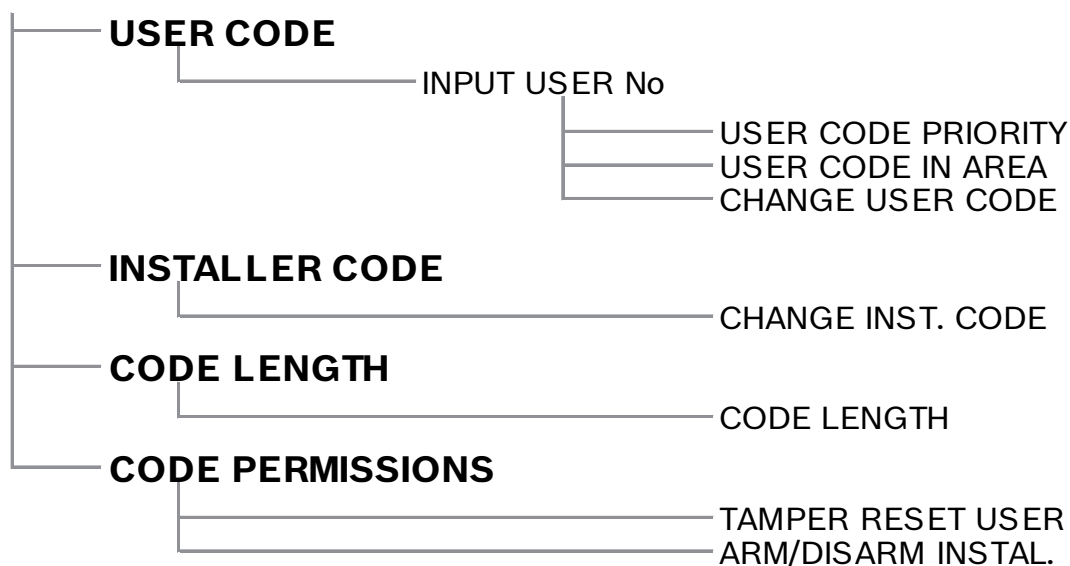 USER CODE
INPUT USER No
USER CODE PRIORITY
USER CODE IN AREA
CHANGE USER CODE
INSTALLER CODE
CHANGE INST. CODE
CODE LENGTH
CODE LENGTH
CODE PERMISSIONS
TAMPER RESET USER
ARM/DISARM INSTAL.